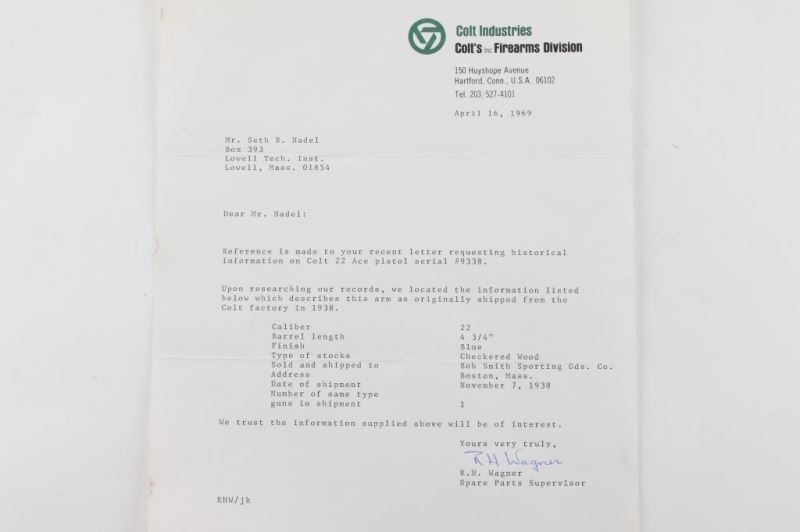 Colt Industries
Colt's Inc Firearms Division
150 Huyshope Avenue
Hartford, Conn., U.S.A. 06102
Tel. 203/527-4101
April 16, 1969
Mr. Seth R. Nadel
Box 393
Lowell Tech. Inst.
Lowell, Mass. 01854
Dear Mr. Nadel:
Reference is made to your recent letter requesting historical
information on Colt 22 Ace pistol serial #9338.
Upon researching our records, we located the information listed
below which describes this arm as originally shipped from the
Colt factory in 1938.
Caliber 22
Barrel length 4 3/4"
Finish Blue
Type of stocks Checkered Wood
Sold and shipped to Bob Smith Sporting Gds. Co.
Address Boston, Mass.
Date of shipment November 7, 1938
Number of same type
guns in shipment 1
We trust the information supplied above will be of interest.
Yours very truly,
R H Wagner
R.H. Wagner
Spare Parts Supervisor
RHW/jk